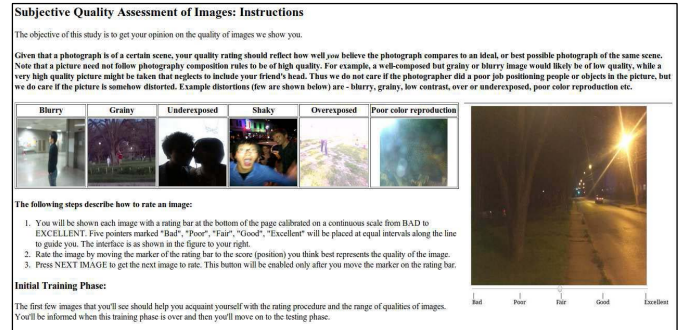 Subjective Quality Assessment of Images: Instructions
The objective of this study is to get your opinion on the quality of images we show you.
Given that a photograph is of a certain scene, your quality rating should reflect how well you believe the photograph compares to an ideal, or best possible photograph of the same scene.
Note that a picture need not follow photography composition rules to be of high quality. For example, a well-composed but grainy or blurry image would likely be of low quality, while a
very high quality picture might be taken that neglects to include your friend's head. Thus we do not care if the photographer did a poor job positioning people or objects in the picture, but
we do care if the picture is somehow distorted. Example distortions (few are shown below) are - blurry, grainy, low contrast, over or underexposed, poor color reproduction etc.
Blurry Grainy Underexposed Shaky Overexposed Poor color reproduction
The following steps describe how to rate an image:
1. You will be shown each image with a rating bar at the bottom of the page calibrated on a continuous scale from BAD to
EXCELLENT. Five pointers marked "Bad", "Poor", "Fair", "Good", "Excellent" will be placed at equal intervals along the line
to guide you. The interface is as shown in the figure to your right.
2. Rate the image by moving the marker of the rating bar to the score (position) you think best represents the quality of the image.
3. Press NEXT IMAGE to get the next image to rate. This button will be enabled only after you move the marker on the rating bar.
Initial Training Phase:
The first few images that you'll see should help you acquaint yourself with the rating procedure and the range of qualities of images.
You'll be informed when this training phase is over and then you'll move on to the testing phase.
Bad Poor Fair Good Excellent